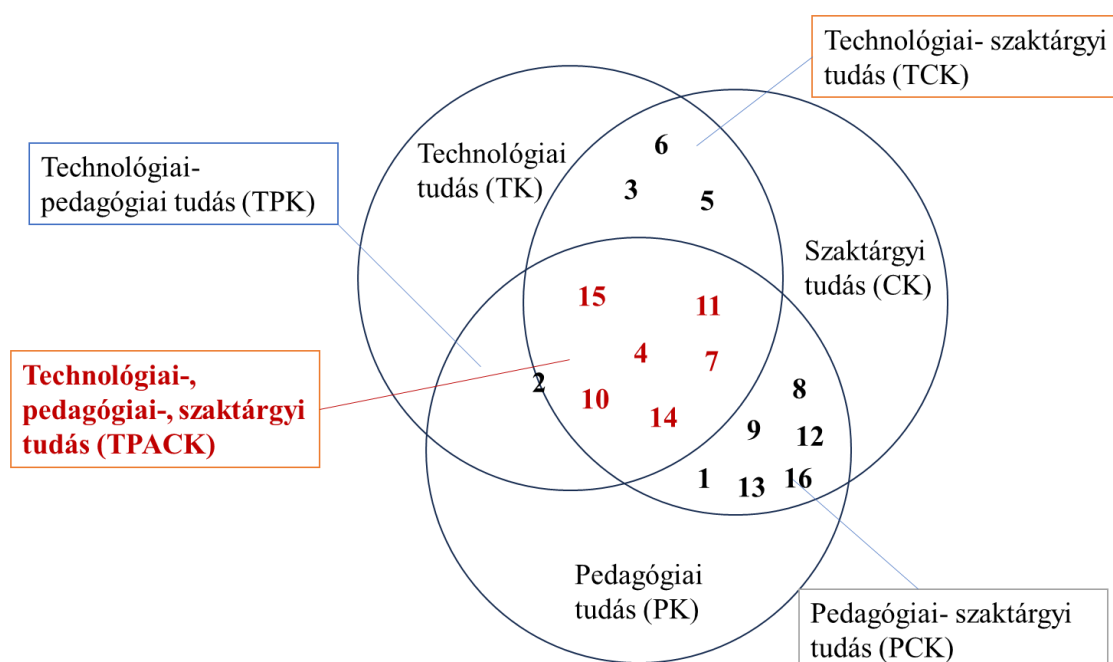 Technológiai- szaktárgyi
tudás (TCK)
Technológiai
tudás (TK)
6
3
5
Technológiai-
pedagógiai tudás (TPK)
Szaktárgyi
tudás (CK)
15
11
4
7
2
10
14
Technológiai-,
pedagógiai-, szaktárgyi
tudás (TPACK)
8
9
12
1
13
16
Pedagógiai
tudás (PK)
Pedagógiai- szaktárgyi
tudás (PCK)